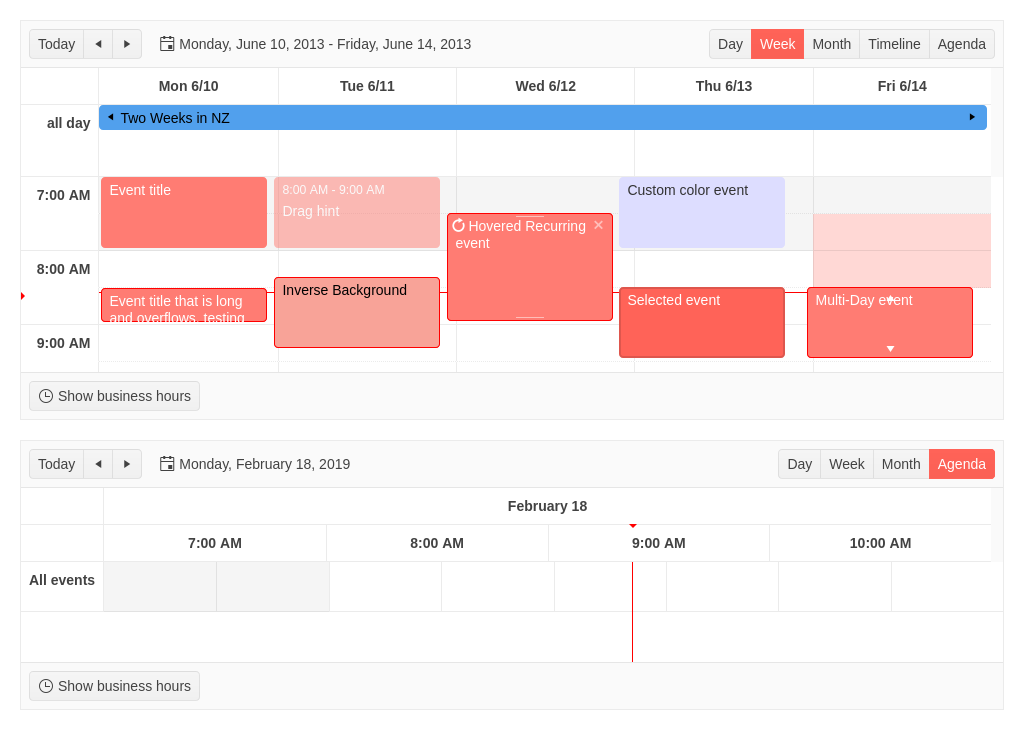 Today Monday, June 10, 2013 - Friday, June 14, 2013 Day Week Month Timeline Agenda
Mon 6/10 Tue 6/11 Wed 6/12 Thu 6/13 Fri 6/14
all day Two Weeks in NZ
7:00 AM Event title 8:00 AM - 9:00 AM Custom color event
Drag hint
Hovered Recurring
event
8:00 AM
Event title that is long Inverse Background Selected event Multi-Day event
and overflows, testing
9:00 AM
Show business hours
Today Monday, February 18, 2019 Day Week Month Agenda
February 18
7:00 AM 8:00 AM 9:00 AM 10:00 AM
All events
Show business hours